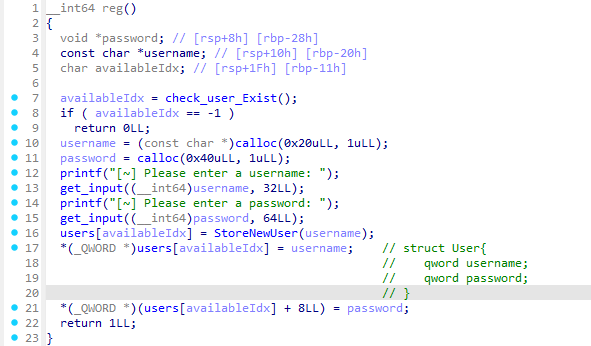 1 __int64 reg()
2 {
3 void *password; // [rsp+8h] [rbp-28h]
4 const char *username; // [rsp+10h] [rbp-20h]
5 char availableIdx; // [rsp+1Fh] [rbp-11h]
6
7 availableIdx = check_user_Exist();
8 if ( availableIdx == -1 )
9 return 0LL;
10 username = (const char *)calloc(0x20uLL, 1uLL);
11 password = calloc(0x40uLL, 1uLL);
12 printf("[~] Please enter a username: ");
13 get_input((__int64)username, 32LL);
14 printf("[~] Please enter a password: ");
15 get_input((__int64)password, 64LL);
16 users[availableIdx] = StoreNewUser(username);
17 *(_QWORD *)users[availableIdx] = username; // struct User{
18 // qword username;
19 // qword password;
20 // }
21 *(_QWORD *)(users[availableIdx] + 8LL) = password;
22 return 1LL;
23 }